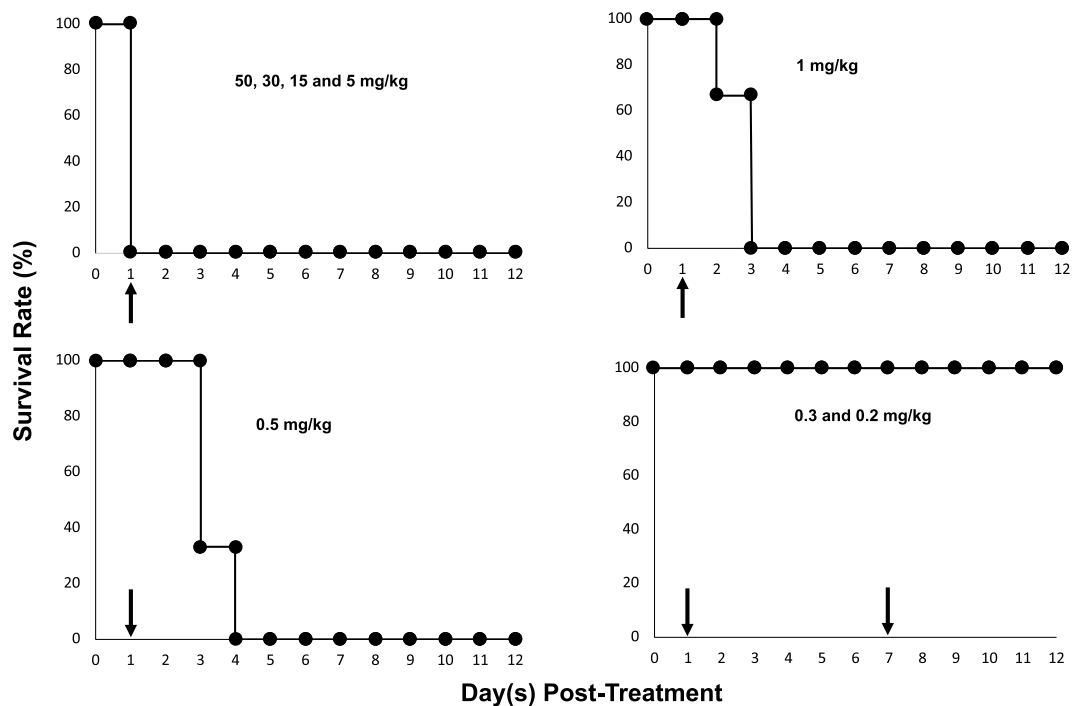 Survival Rate (%)
100
80
60
40
20
0
0 1 2 3 4 5 6 7 8 9 10 11 12
50, 30, 15 and 5 mg/kg
100
80
60
40
20
0
0 1 2 3 4 5 6 7 8 9 10 11 12
1 mg/kg
100
80
60
40
20
0
0 1 2 3 4 5 6 7 8 9 10 11 12
0.5 mg/kg
100
80
60
40
20
0
0 1 2 3 4 5 6 7 8 9 10 11 12
0.3 and 0.2 mg/kg
Day(s) Post-Treatment